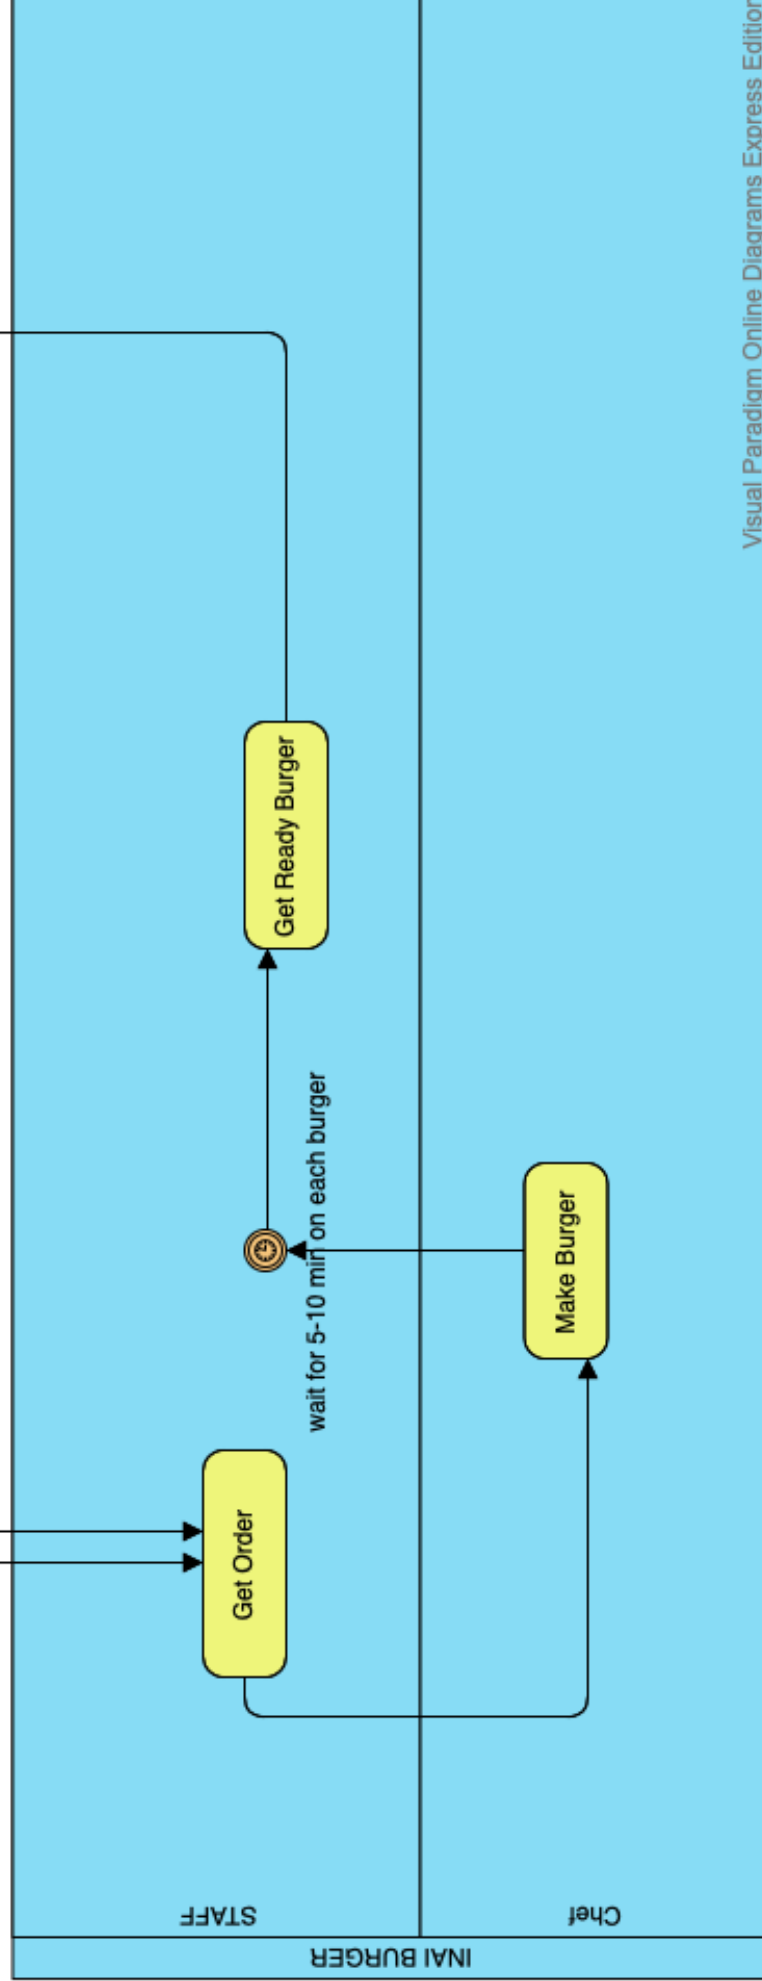 INAI BURGER
STAFF
Chef
Get Order
wait for 5-10 min on each burger
Get Ready Burger
Make Burger
Visual Paradigm Online Diagrams Express Edition